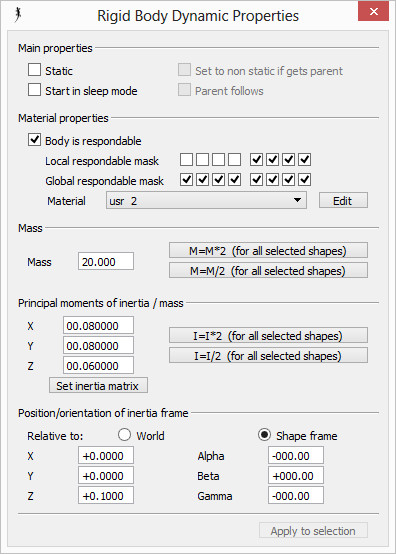 Rigid Body Dynamic Properties
Main properties
Static
Set to non static if gets parent
Start in sleep mode
Parent follows
Material properties
Body is respondable
Local respondable mask
Global respondable mask
Material usr 2 Edit
Mass
M=M*2 (for all selected shapes)
Mass 20.000
M=M/2 (for all selected shapes)
Principal moments of inertia / mass
X 00.080000
I=I*2 (for all selected shapes)
Y 00.080000
I=I/2 (for all selected shapes)
Z 00.060000
Set inertia matrix
Position/orientation of inertia frame
Relative to: World Shape frame
X +0.0000 Alpha -000.00
Y +0.0000 Beta +000.00
Z +0.1000 Gamma -000.00
Apply to selection